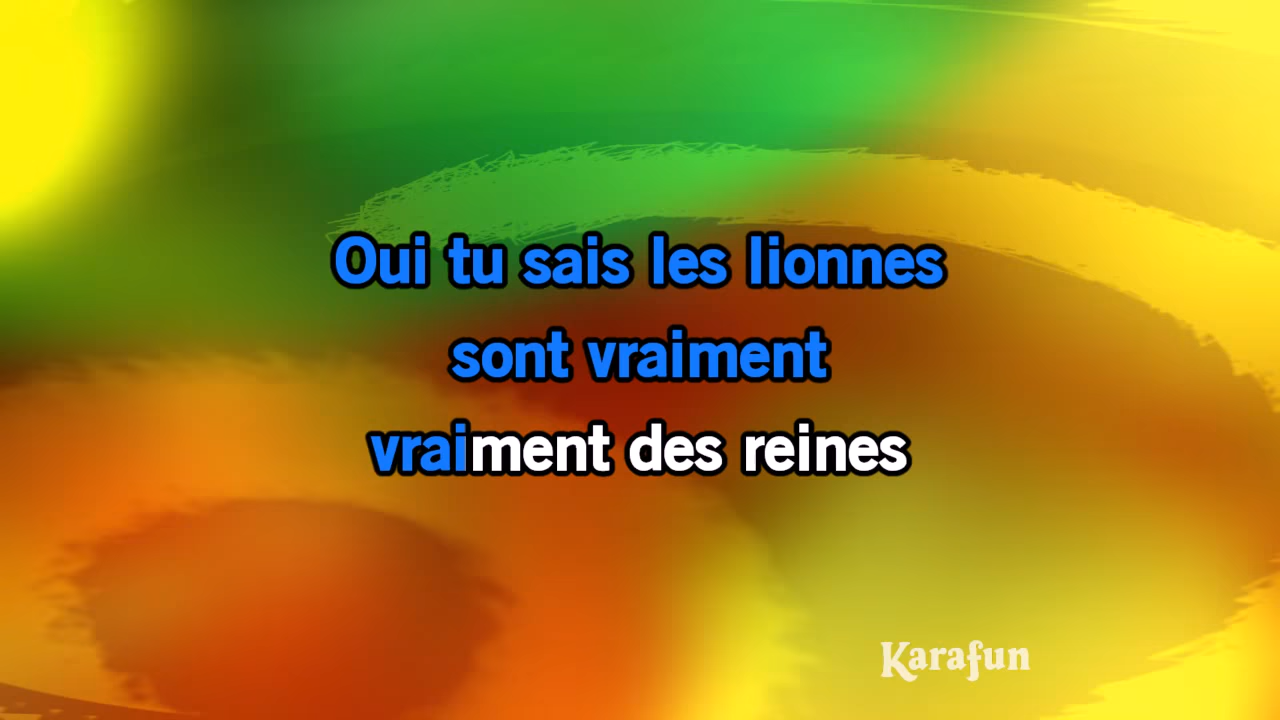 Oui tu sais les lionnes
sont vraiment
vraiment des reines
Karafun